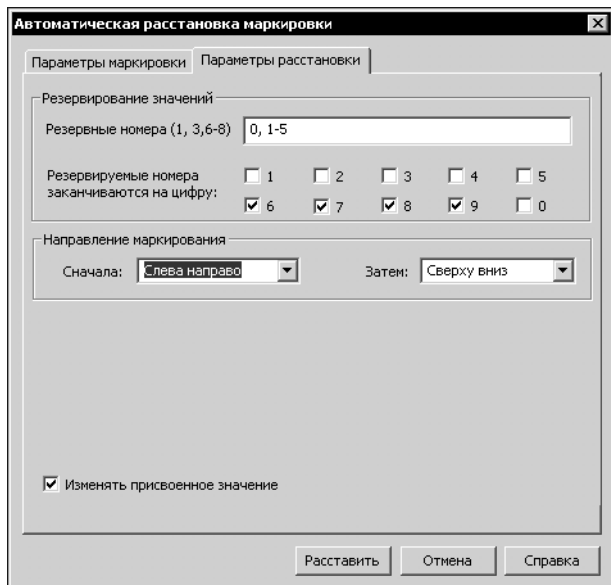 Автоматическая расстановка маркировки
Параметры маркировки Параметры расстановки
Резервирование значений
Резервные номера (1, 3,6-8) 0, 1-5
Резервируемые номера
заканчиваются на цифру:
1 2 3 4 5
6 7 8 9 0
Направление маркирования
Сначала: Слева направо Затем: Сверху вниз
Изменять присвоенное значение
Расставить Отмена Справка